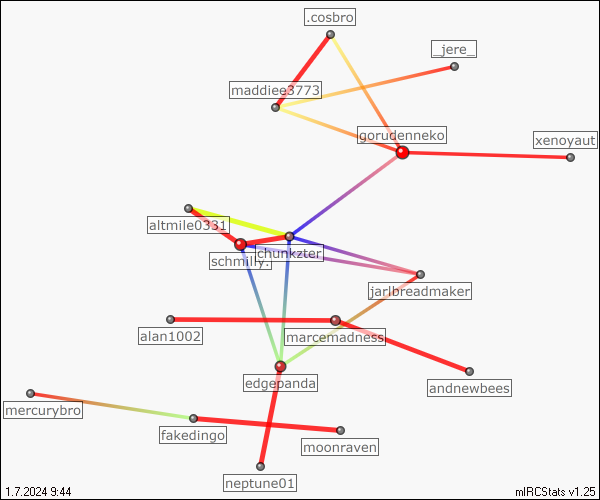 .cosbro
_jere_
maddiee3773
gorudenneko
xenoyaut
altmile0331
schmilly.
chunkzter
jarlbreadmaker
alan1002
marcemadness
edgepanda
andnewbees
mercurybro
fakedingo
moonraven
neptune01
1.7.2024 9:44
mIRCStats v1.25